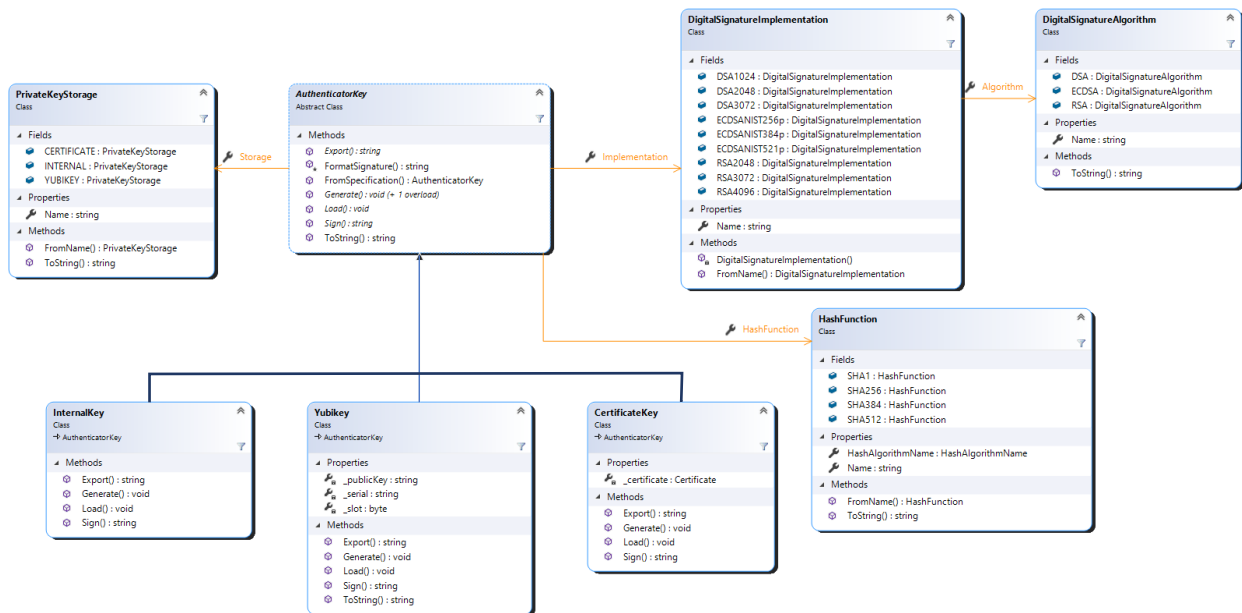 PrivateKeyStorage
Class
Fields
CERTIFICATE : PrivateKeyStorage
INTERNAL : PrivateKeyStorage
YUBIKEY : PrivateKeyStorage
Properties
Name : string
Methods
FromName() : PrivateKeyStorage
ToString() : string
Storage
AuthenticatorKey
Abstract Class
Methods
Export() : string
FormatSignature() : string
FromSpecification() : AuthenticatorKey
Generate() : void (+ 1 overload)
Load() : void
Sign() : string
ToString() : string
Implementation
DigitalSignatureImplementation
Class
Fields
DSA1024 : DigitalSignatureImplementation
DSA2048 : DigitalSignatureImplementation
DSA3072 : DigitalSignatureImplementation
ECDSANIST256p : DigitalSignatureImplementation
ECDSANIST384p : DigitalSignatureImplementation
ECDSANIST521p : DigitalSignatureImplementation
RSA2048 : DigitalSignatureImplementation
RSA3072 : DigitalSignatureImplementation
RSA4096 : DigitalSignatureImplementation
Properties
Name : string
Methods
DigitalSignatureImplementation()
FromName() : DigitalSignatureImplementation
Algorithm
DigitalSignatureAlgorithm
Class
Fields
DSA : DigitalSignatureAlgorithm
ECDSA : DigitalSignatureAlgorithm
RSA : DigitalSignatureAlgorithm
Properties
Name : string
Methods
ToString() : string
HashFunction
HashFunction
Class
Fields
SHA1 : HashFunction
SHA256 : HashFunction
SHA384 : HashFunction
SHA512 : HashFunction
Properties
HashAlgorithmName : HashAlgorithmName
Name : string
Methods
FromName() : HashFunction
ToString() : string
InternalKey
Class
AuthenticatorKey
Methods
Export() : string
Generate() : void
Load() : void
Sign() : string
Yubikey
Class
AuthenticatorKey
Properties
_publicKey : string
_serial : string
_slot : byte
Methods
Export() : string
Generate() : void
Load() : void
Sign() : string
ToString() : string
CertificateKey
Class
AuthenticatorKey
Properties
_certificate : Certificate
Methods
Export() : string
Generate() : void
Load() : void
Sign() : string